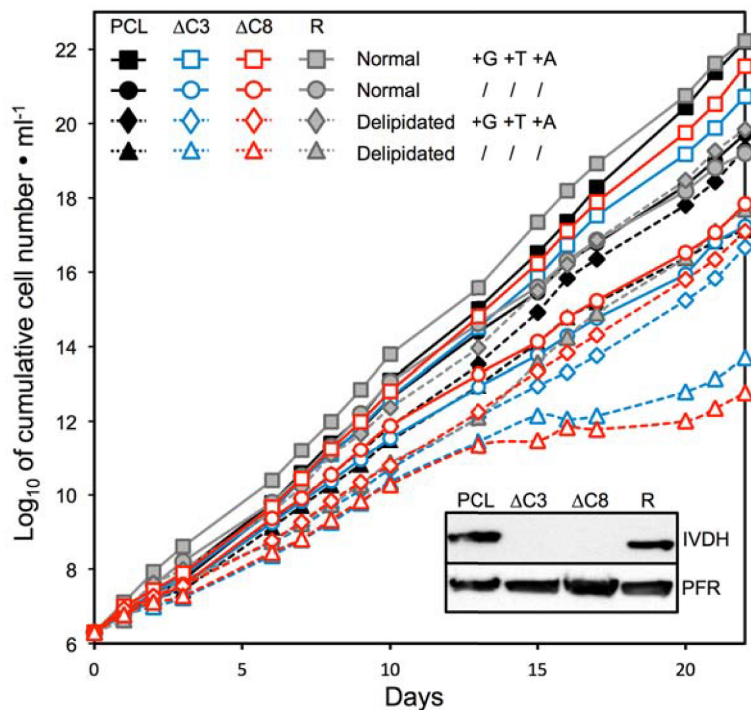 PCL ΔC3 ΔC8 R
Normal +G +T +A
Normal / / /
Delipidated +G +T +A
Delipidated / / /
Log10 of cumulative cell number • ml-1
22
20
18
16
14
12
10
8
6
PCL ΔC3 ΔC8 R
IVDH
PFR
0 5 10 15 20
Days